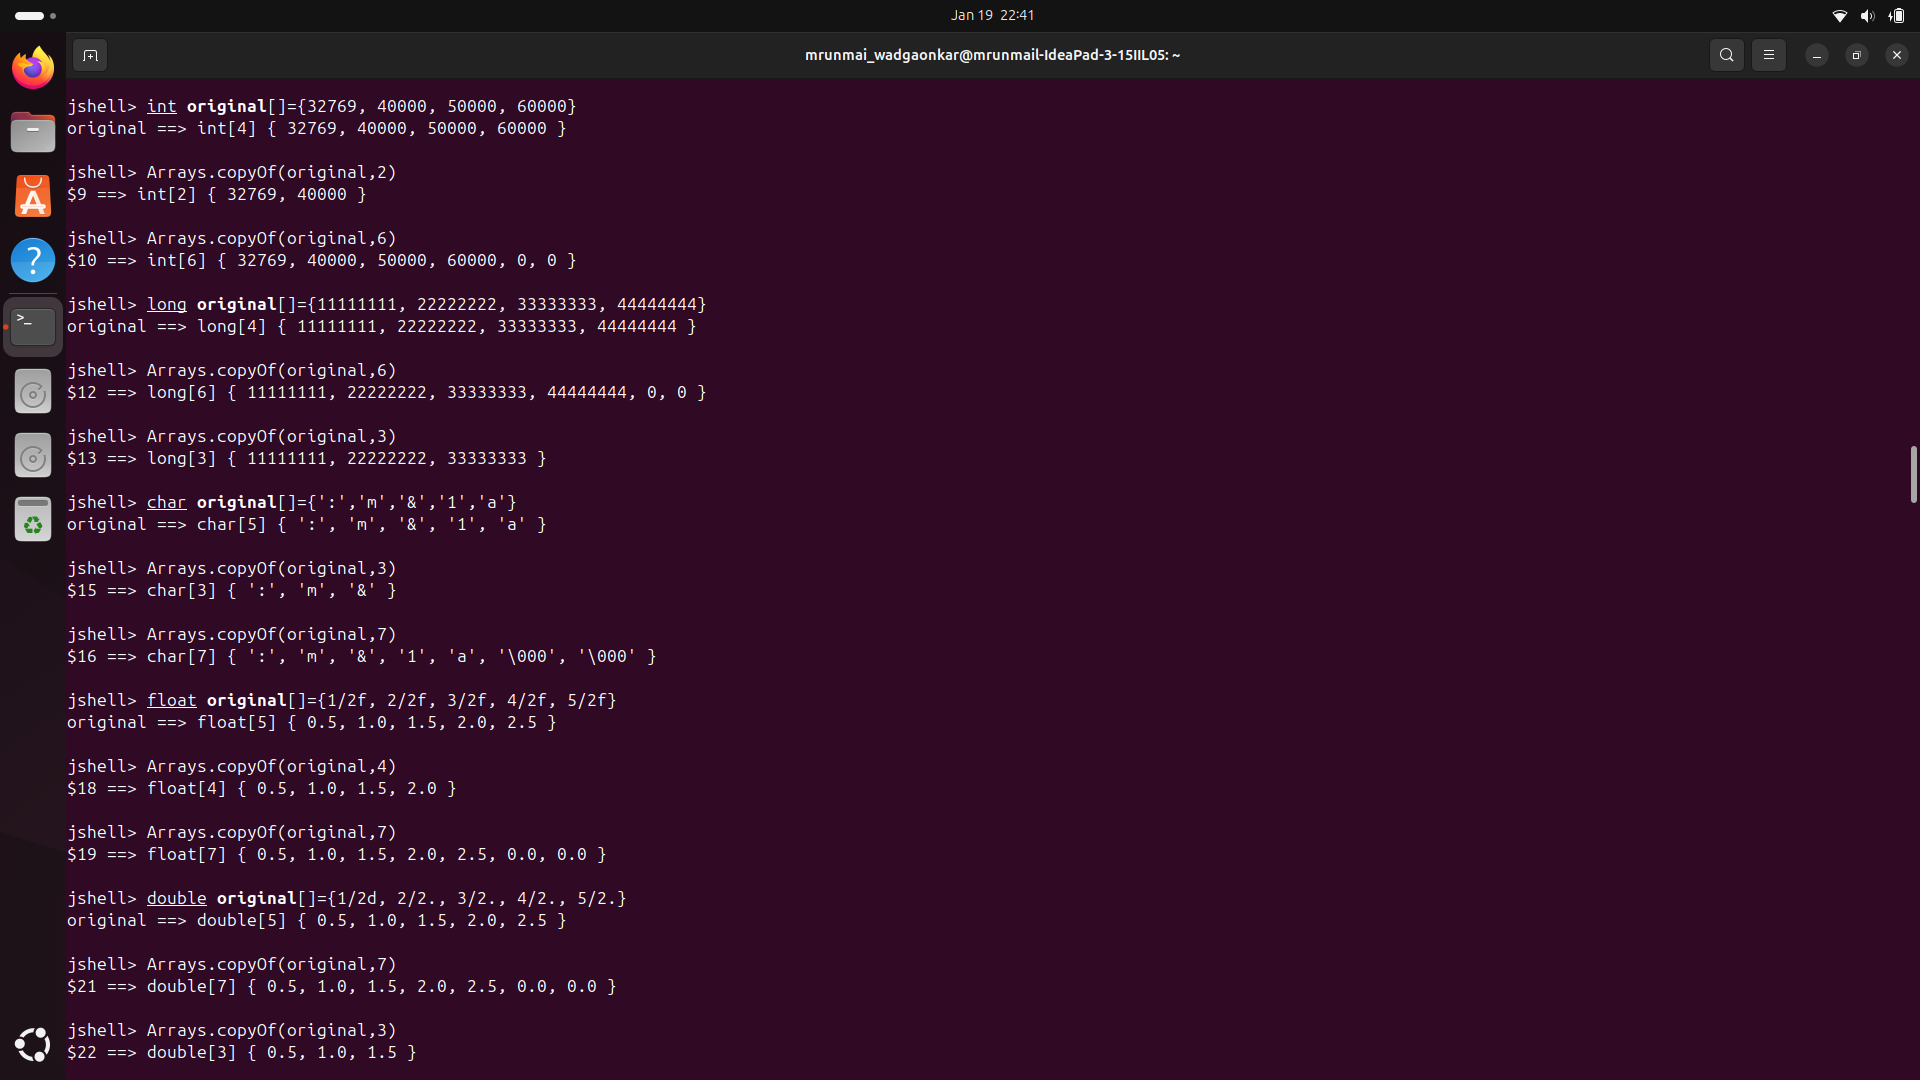 Jan 19 22:41
mrunmai_wadgaonkar@mrunmail-IdeaPad-3-15IIL05: ~
jshell> int original[]={32769, 40000, 50000, 60000}
original ==> int[4] { 32769, 40000, 50000, 60000 }
jshell> Arrays.copyOf(original,2)
$9 ==> int[2] { 32769, 40000 }
jshell> Arrays.copyOf(original,6)
$10 ==> int[6] { 32769, 40000, 50000, 60000, 0, 0 }
jshell> long original[]={11111111, 22222222, 33333333, 44444444}
original ==> long[4] { 11111111, 22222222, 33333333, 44444444 }
jshell> Arrays.copyOf(original,6)
$12 ==> long[6] { 11111111, 22222222, 33333333, 44444444, 0, 0 }
jshell> Arrays.copyOf(original,3)
$13 ==> long[3] { 11111111, 22222222, 33333333 }
jshell> char original[]={':','m','&','1','a'}
original ==> char[5] { ':', 'm', '&', '1', 'a' }
jshell> Arrays.copyOf(original,3)
$15 ==> char[3] { ':', 'm', '&' }
jshell> Arrays.copyOf(original,7)
$16 ==> char[7] { ':', 'm', '&', '1', 'a', '\000', '\000' }
jshell> float original[]={1/2f, 2/2f, 3/2f, 4/2f, 5/2f}
original ==> float[5] { 0.5, 1.0, 1.5, 2.0, 2.5 }
jshell> Arrays.copyOf(original,4)
$18 ==> float[4] { 0.5, 1.0, 1.5, 2.0 }
jshell> Arrays.copyOf(original,7)
$19 ==> float[7] { 0.5, 1.0, 1.5, 2.0, 2.5, 0.0, 0.0 }
jshell> double original[]={1/2d, 2/2., 3/2., 4/2., 5/2.}
original ==> double[5] { 0.5, 1.0, 1.5, 2.0, 2.5 }
jshell> Arrays.copyOf(original,7)
$21 ==> double[7] { 0.5, 1.0, 1.5, 2.0, 2.5, 0.0, 0.0 }
jshell> Arrays.copyOf(original,3)
$22 ==> double[3] { 0.5, 1.0, 1.5 }